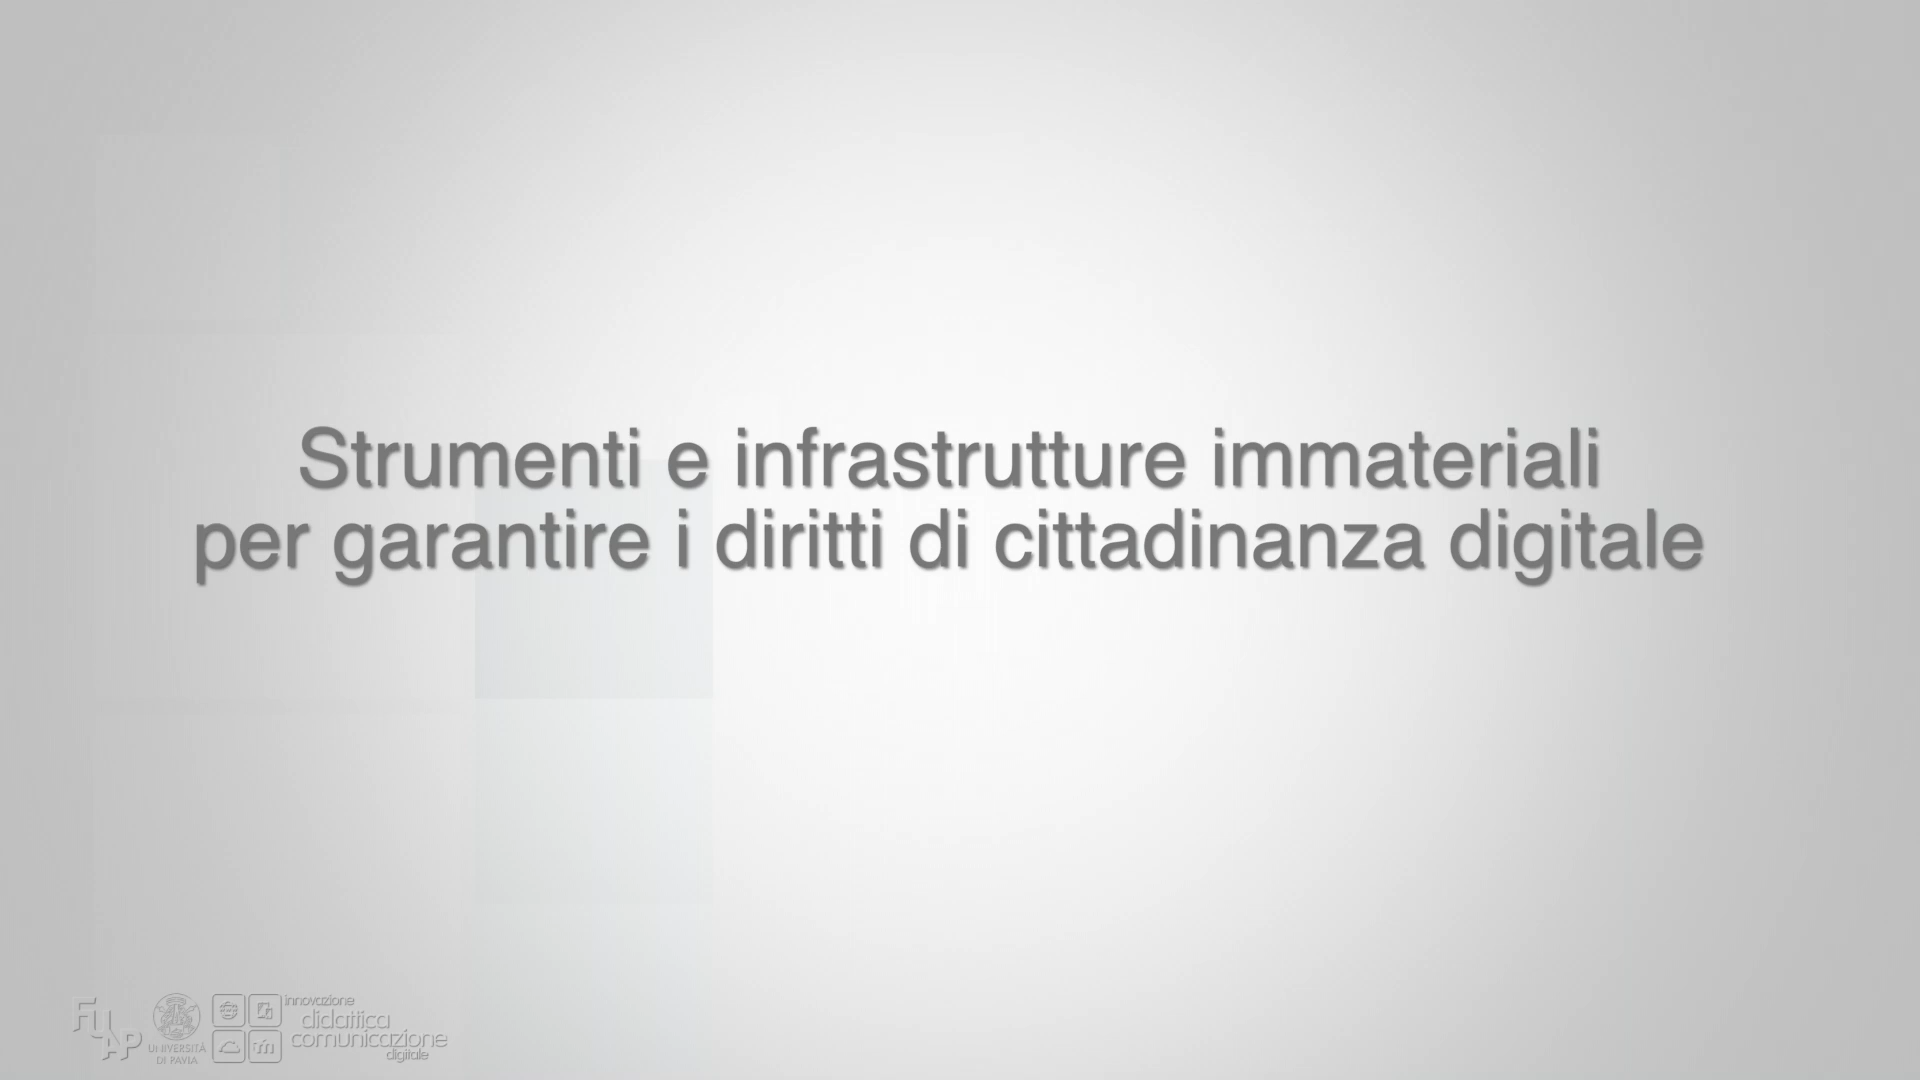 Strumenti e infrastrutture immateriali
per garantire i diritti di cittadinanza digitale
UNIVERSITÀ
DI PAVIA
innovazione
didattica
comunicazione
digitale